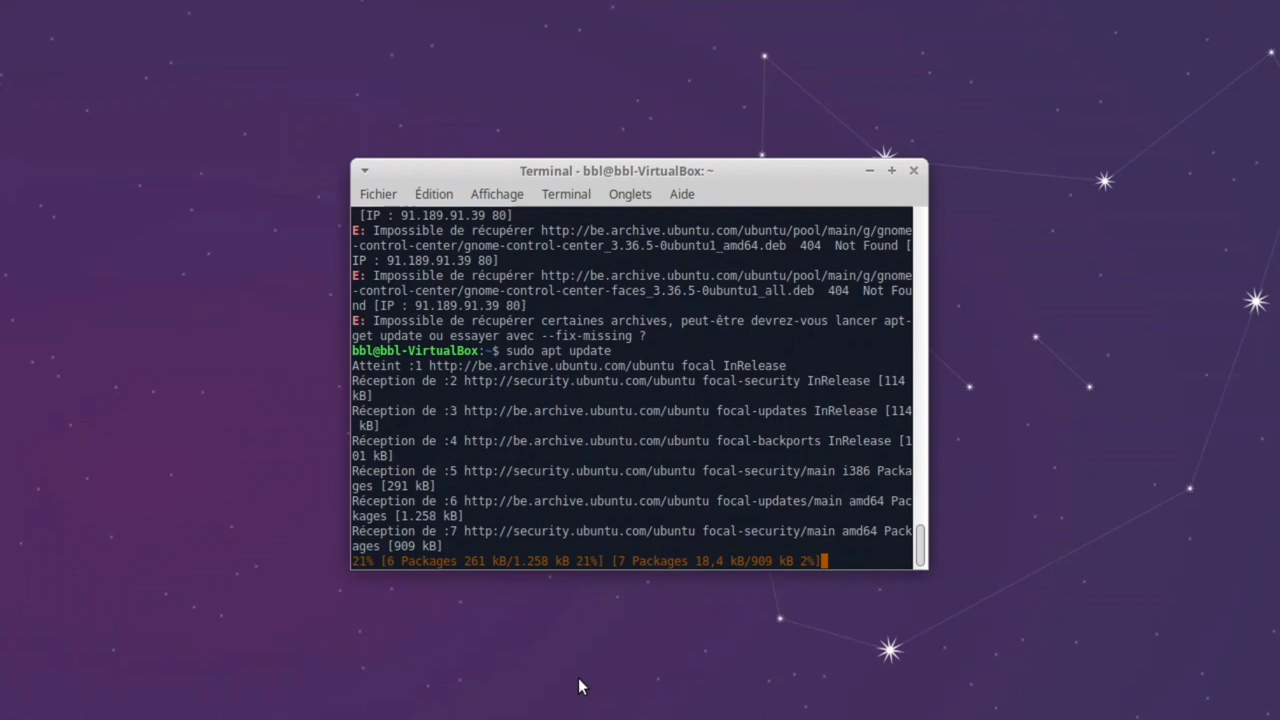 Terminal - bbl@bbl-VirtualBox: ~
Fichier Édition Affichage Terminal Onglets Aide
[IP : 91.189.91.39 80]
E: Impossible de récupérer http://be.archive.ubuntu.com/ubuntu/pool/main/g/gnome
-control-center/gnome-control-center_3.36.5-0ubuntu1_amd64.deb  404  Not Found [
IP : 91.189.91.39 80]
E: Impossible de récupérer http://be.archive.ubuntu.com/ubuntu/pool/main/g/gnome
-control-center/gnome-control-center-faces_3.36.5-0ubuntu1_all.deb  404  Not Fou
nd [IP : 91.189.91.39 80]
E: Impossible de récupérer certaines archives, peut-être devrez-vous lancer apt-
get update ou essayer avec --fix-missing ?
bbl@bbl-VirtualBox:~$ sudo apt update
Atteint :1 http://be.archive.ubuntu.com/ubuntu focal InRelease
Réception de :2 http://security.ubuntu.com/ubuntu focal-security InRelease [114
kB]
Réception de :3 http://be.archive.ubuntu.com/ubuntu focal-updates InRelease [114
kB]
Réception de :4 http://be.archive.ubuntu.com/ubuntu focal-backports InRelease [1
01 kB]
Réception de :5 http://security.ubuntu.com/ubuntu focal-security/main i386 Packa
ges [291 kB]
Réception de :6 http://be.archive.ubuntu.com/ubuntu focal-updates/main amd64 Pac
kages [1.258 kB]
Réception de :7 http://security.ubuntu.com/ubuntu focal-security/main amd64 Pack
ages [909 kB]
21% [6 Packages 261 kB/1.258 kB 21%] [7 Packages 18,4 kB/909 kB 2%]